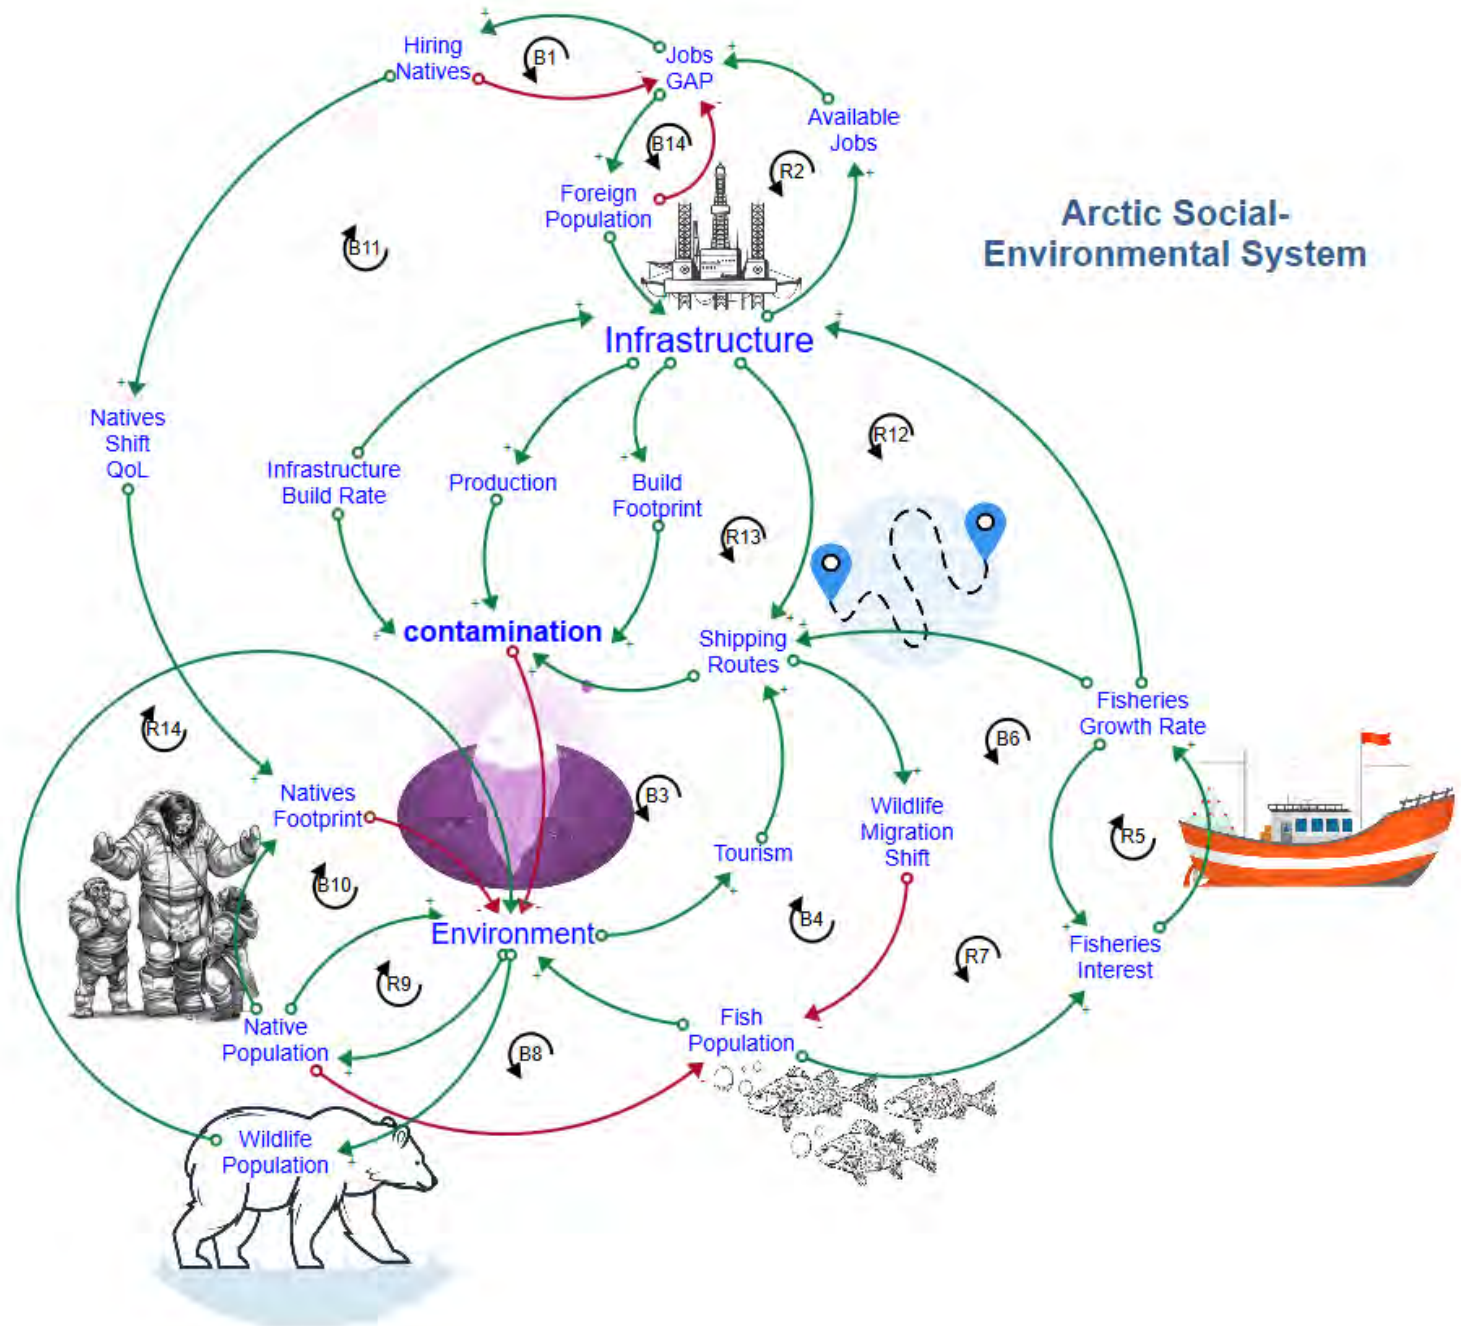 Hiring
Natives
B1
Jobs
GAP
Available
Jobs
B14
R2
Foreign
Population
Arctic Social-
Environmental System
B11
Infrastructure
Natives
Shift
QoL
R12
Infrastructure
Build Rate
Production
Build
Footprint
R13
contamination
Shipping
Routes
Fisheries
Growth Rate
R14
B6
Natives
Footprint
B3
Wildlife
Migration
Shift
R5
Tourism
B10
B4
Environment
Fisheries
Interest
R7
R9
Native
Population
Fish
Population
B8
Wildlife
Population